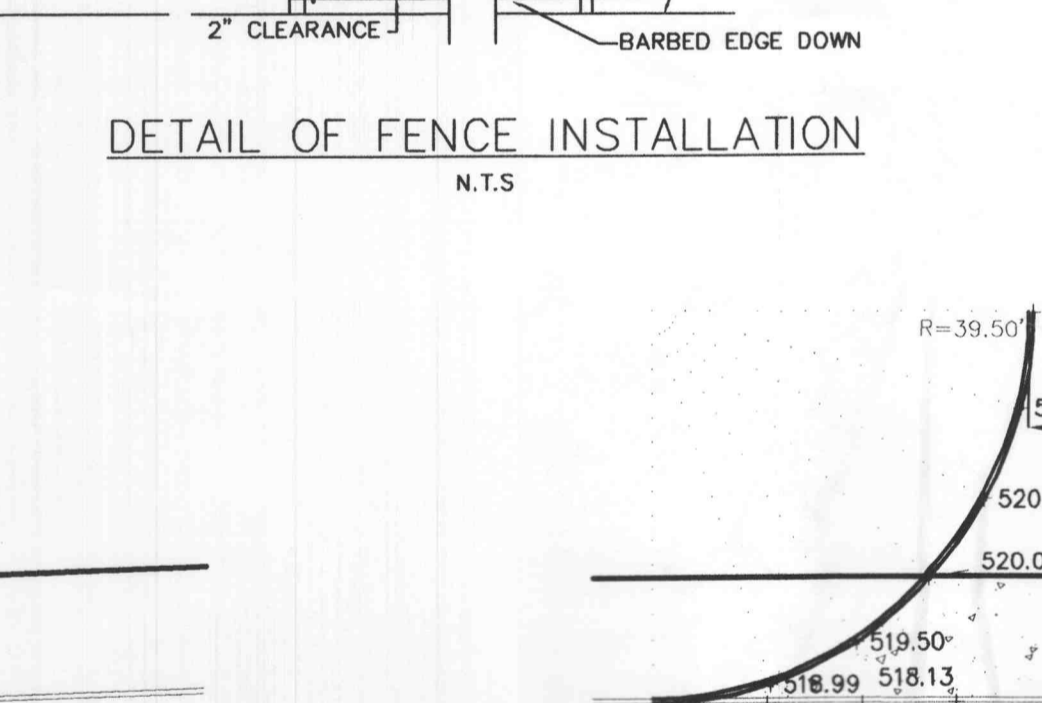 2" CLEARANCE
BARBED EDGE DOWN
DETAIL OF FENCE INSTALLATION
N.T.S
R=39.50'
520
520.0
519.50
518.99
518.13